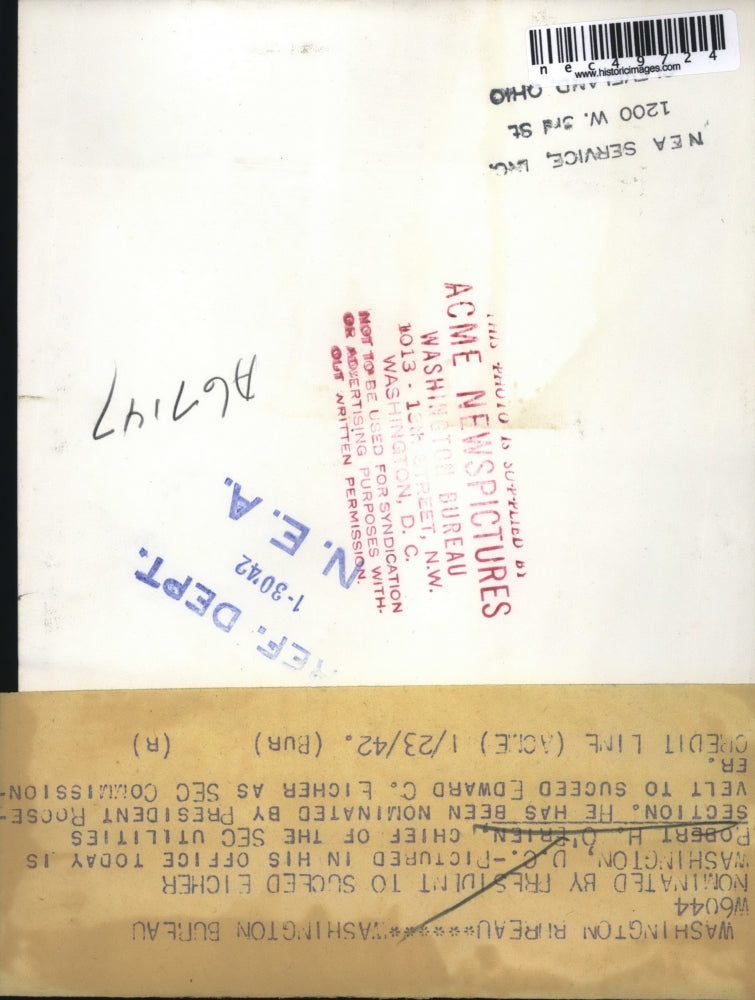 nec49724
www.historicimages.com
NEA SERVICE, INC.
1200 W. 3rd St.
CLEVELAND OHIO
THIS PHOTO IS SUPPLIED BY
ACME NEWSPICTURES
WASHINGTON BUREAU
1013 - 13th STREET, N.W.
WASHINGTON, D. C.
NOT TO BE USED FOR SYNDICATION
OR ADVERTISING PURPOSES WITH-
OUT WRITTEN PERMISSION.
A67147
REF. DEPT.
1-30'42
N. E. A.
WASHINGTON BUREAU*******WASHINGTON BUREAU
W6044
NOMINATED BY PRESIDENT TO SUCEED EICHER
WASHINGTON, D.C.--PICTURED IN HIS OFFICE TODAY IS
ROBERT H. O'BRIEN, CHIEF OF THE SEC UTILITIES
SECTION. HE HAS BEEN NOMINATED BY PRESIDENT ROOSE-
VELT TO SUCEED EDWARD C. EICHER AS SEC COMMISSION-
ER.
CREDIT LINE (ACME) 1/23/42. (BUR) (R)